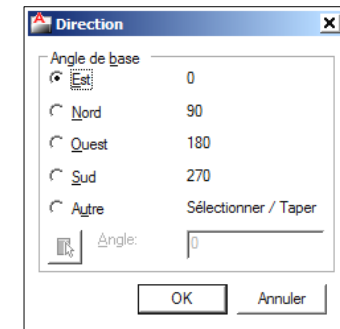 Direction
Angle de base
Est 0
Nord 90
Ouest 180
Sud 270
Autre Sélectionner / Taper
Angle: 0
OK Annuler